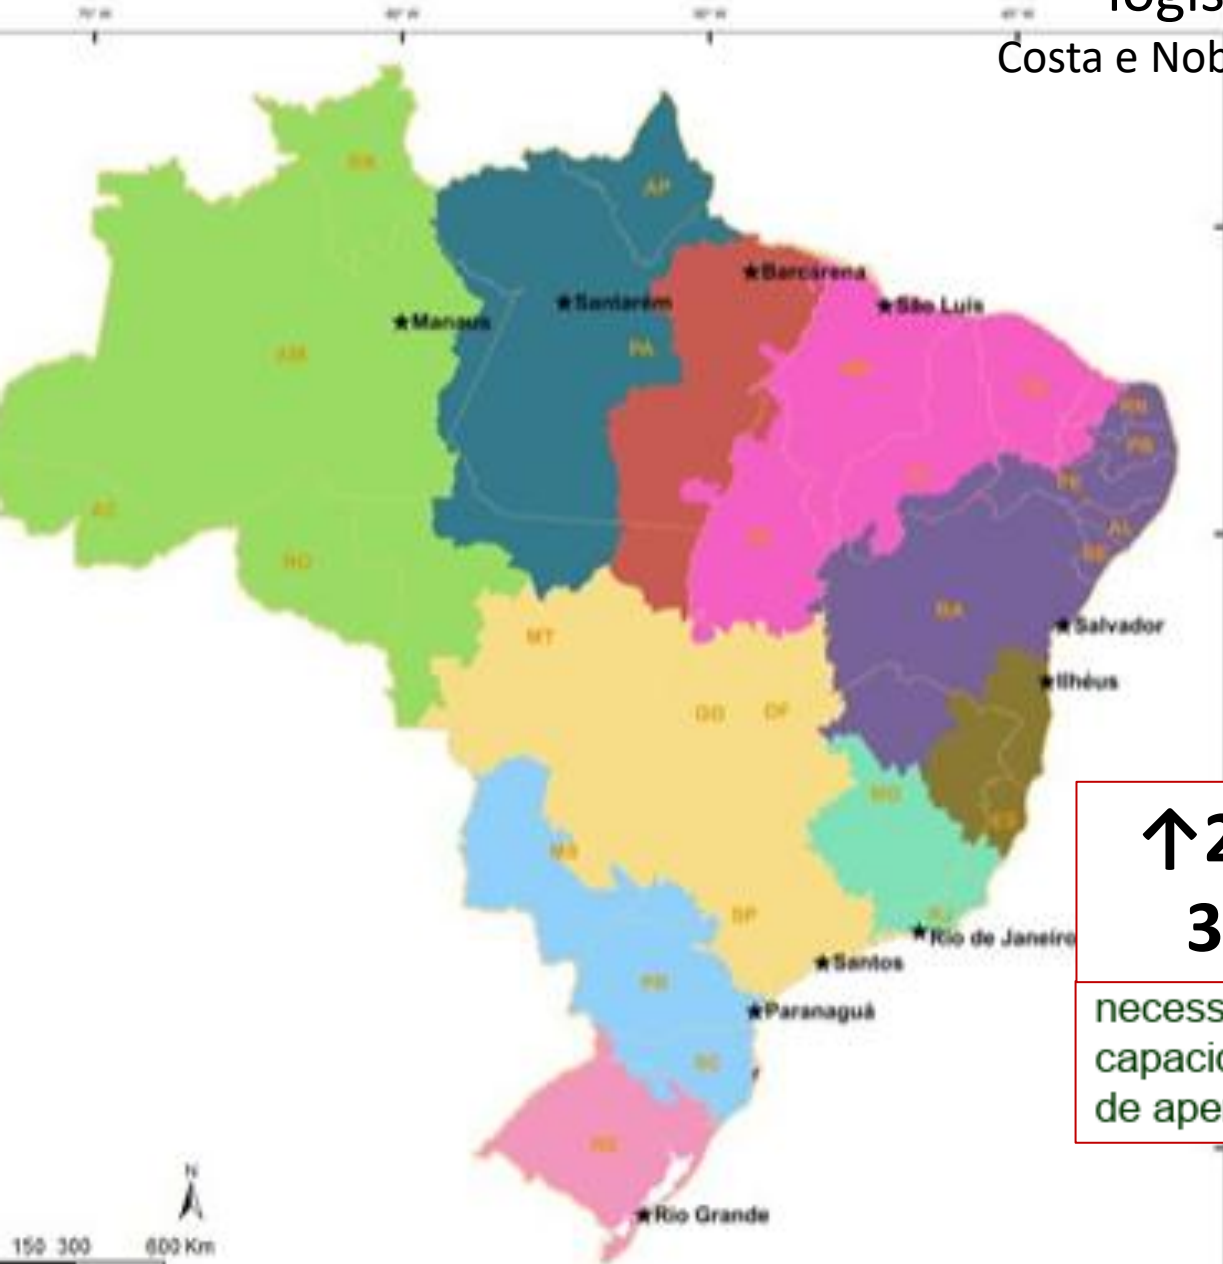 logis
Costa e Nob
AP
★Barcarena
★Santarém
★São Luis
★Manaus
PA
AM
RN
PB
AC
AL
RO
SE
BA
★Salvador
MT
★Ilhéus
GO DF
MG
ES
↑2
MS
SP
RJ
3
★Rio de Janeiro
★Santos
PR
★Paranaguá
necess
SC
capacid
de ape
RS
N
★Rio Grande
150 300 600 Km